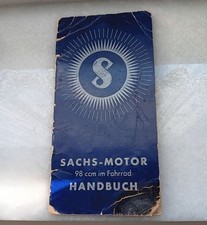 S
SACHS-MOTOR
98 ccm im Fahrrad
HANDBUCH